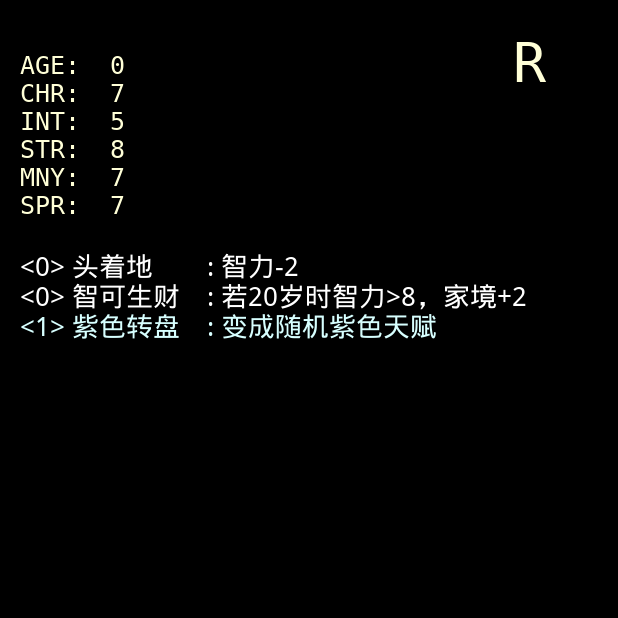 R
AGE: 0
CHR: 7
INT: 5
STR: 8
MNY: 7
SPR: 7
<0> 头着地 : 智力-2
<0> 智可生财 : 若20岁时智力>8，家境+2
<1> 紫色转盘 : 变成随机紫色天赋